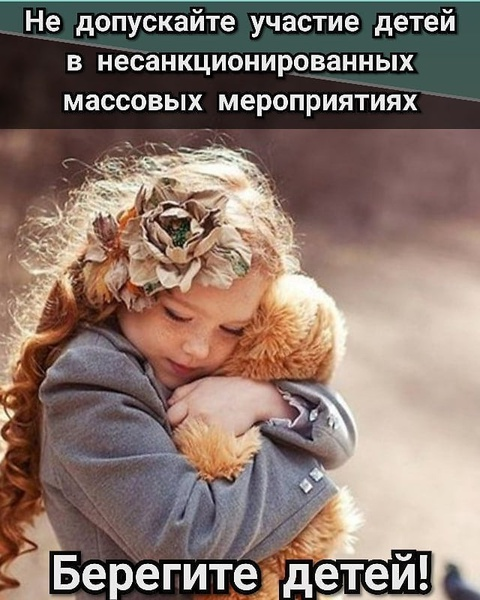 Не допускайте участие детей
в несанкционированных
массовых мероприятиях
Берегите детей!